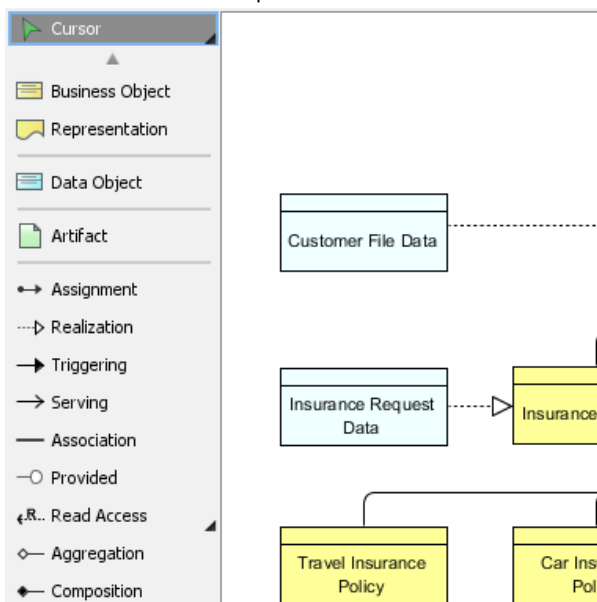 Cursor
Business Object
Representation
Data Object
Artifact
Assignment
Realization
Triggering
Serving
Association
Provided
R.. Read Access
Aggregation
Composition
Customer File Data
Insurance Request
Data
Insurance
Travel Insurance
Policy
Car Ins
Pol